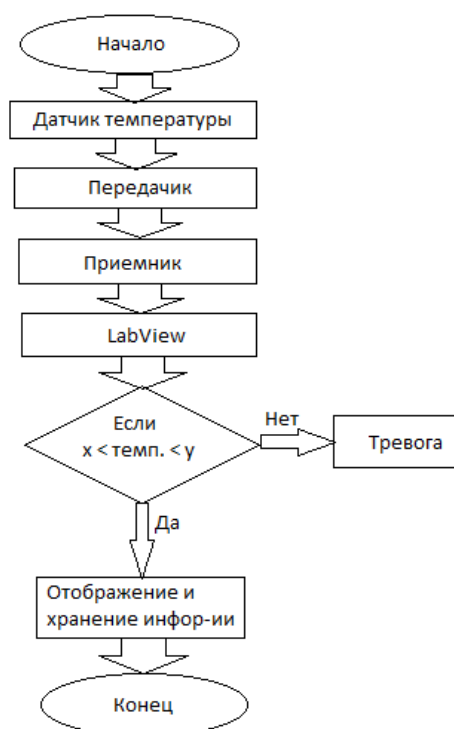 Начало
Датчик температуры
Передачик
Приемник
LabView
Если
x < темп. < y
Нет
Тревога
Да
Отображение и
хранение инфор-ии
Конец